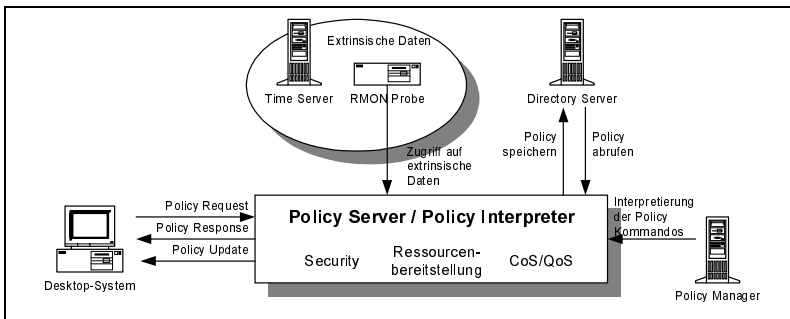 Extrinsische Daten
Time Server
RMON Probe
Directory Server
Zugriff auf
extrinsische
Daten
Policy
speichern
Policy
abrufen
Policy Request
Policy Response
Policy Update
Desktop-System
Policy Server / Policy Interpreter
Security
Ressourcen-
bereitstellung
CoS/QoS
Interpretierung
der Policy
Kommandos
Policy Manager